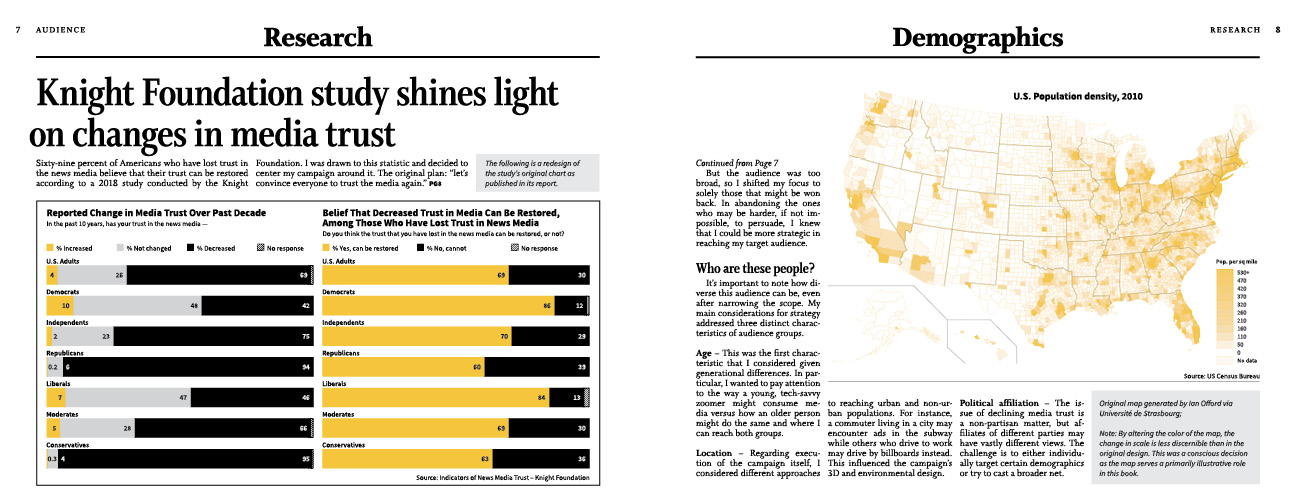 7 AUDIENCE
Research
Knight Foundation study shines light
on changes in media trust
Sixty-nine percent of Americans who have lost trust in
the news media believe that their trust can be restored
according to a 2018 study conducted by the Knight
Foundation. I was drawn to this statistic and decided to
center my campaign around it. The original plan: "let's
convince everyone to trust the media again." PG8
The following is a redesign of
the study's original chart as
published in its report.
Reported Change in Media Trust Over Past Decade
In the past 10 years, has your trust in the news media —
% Increased % Not changed % Decreased No response
U.S. Adults
4 26 69
Democrats
10 48 42
Independents
2 23 75
Republicans
0.2 6 94
Liberals
7 47 46
Moderates
5 28 66
Conservatives
0.3 4 95
Belief That Decreased Trust in Media Can Be Restored,
Among Those Who Have Lost Trust in News Media
Do you think the trust that you have lost in the news media can be restored, or not?
% Yes, can be restored % No, cannot No response
U.S. Adults
69 30
Democrats
86 12
Independents
70 29
Republicans
60 39
Liberals
84 13
Moderates
69 30
Conservatives
63 36
Source: Indicators of News Media Trust – Knight Foundation
Demographics
RESEARCH 8
Continued from Page 7
But the audience was too
broad, so I shifted my focus to
solely those that might be won
back. In abandoning the ones
who may be harder, if not im-
possible, to persuade, I knew
that I could be more strategic in
reaching my target audience.
Who are these people?
It's important to note how di-
verse this audience can be, even
after narrowing the scope. My
main considerations for strategy
addressed three distinct charac-
teristics of audience groups.
Age – This was the first charac-
teristic that I considered given
generational differences. In par-
ticular, I wanted to pay attention
to the way a young, tech-savvy
zoomer might consume me-
dia versus how an older person
might do the same and where I
can reach both groups.
Location – Regarding execu-
tion of the campaign itself, I
considered different approaches
to reaching urban and non-ur-
ban populations. For instance,
a commuter living in a city may
encounter ads in the subway
while others who drive to work
may drive by billboards instead.
This influenced the campaign's
3D and environmental design.
Political affiliation – The is-
sue of declining media trust is
a non-partisan matter, but af-
filiates of different parties may
have vastly different views. The
challenge is to either individu-
ally target certain demographics
or try to cast a broader net.
U.S. Population density, 2010
Pop. per sq mile
530+
470
420
370
320
260
210
160
110
50
0
No data
Source: US Census Bureau
Original map generated by Ian Offord via
Université de Strasbourg;
Note: By altering the color of the map, the
change in scale is less discernible than in the
original design. This was a conscious decision
as the map serves a primarily illustrative role
in this book.